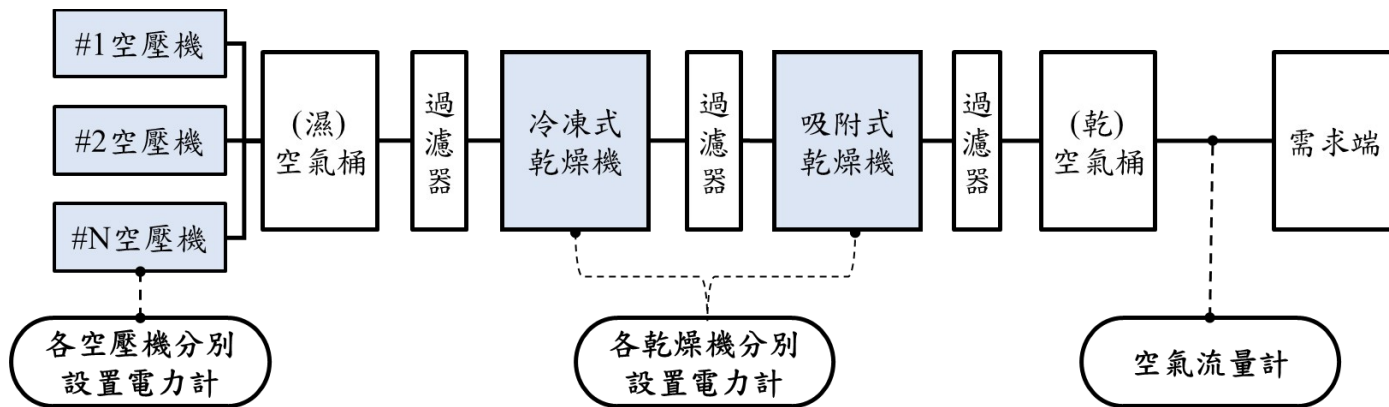 #1空壓機
#2空壓機
#N空壓機
(濕)
空氣桶
過
濾
器
冷凍式
乾燥機
過
濾
器
吸附式
乾燥機
過
濾
器
(乾)
空氣桶
需求端
各空壓機分別
設置電力計
各乾燥機分別
設置電力計
空氣流量計